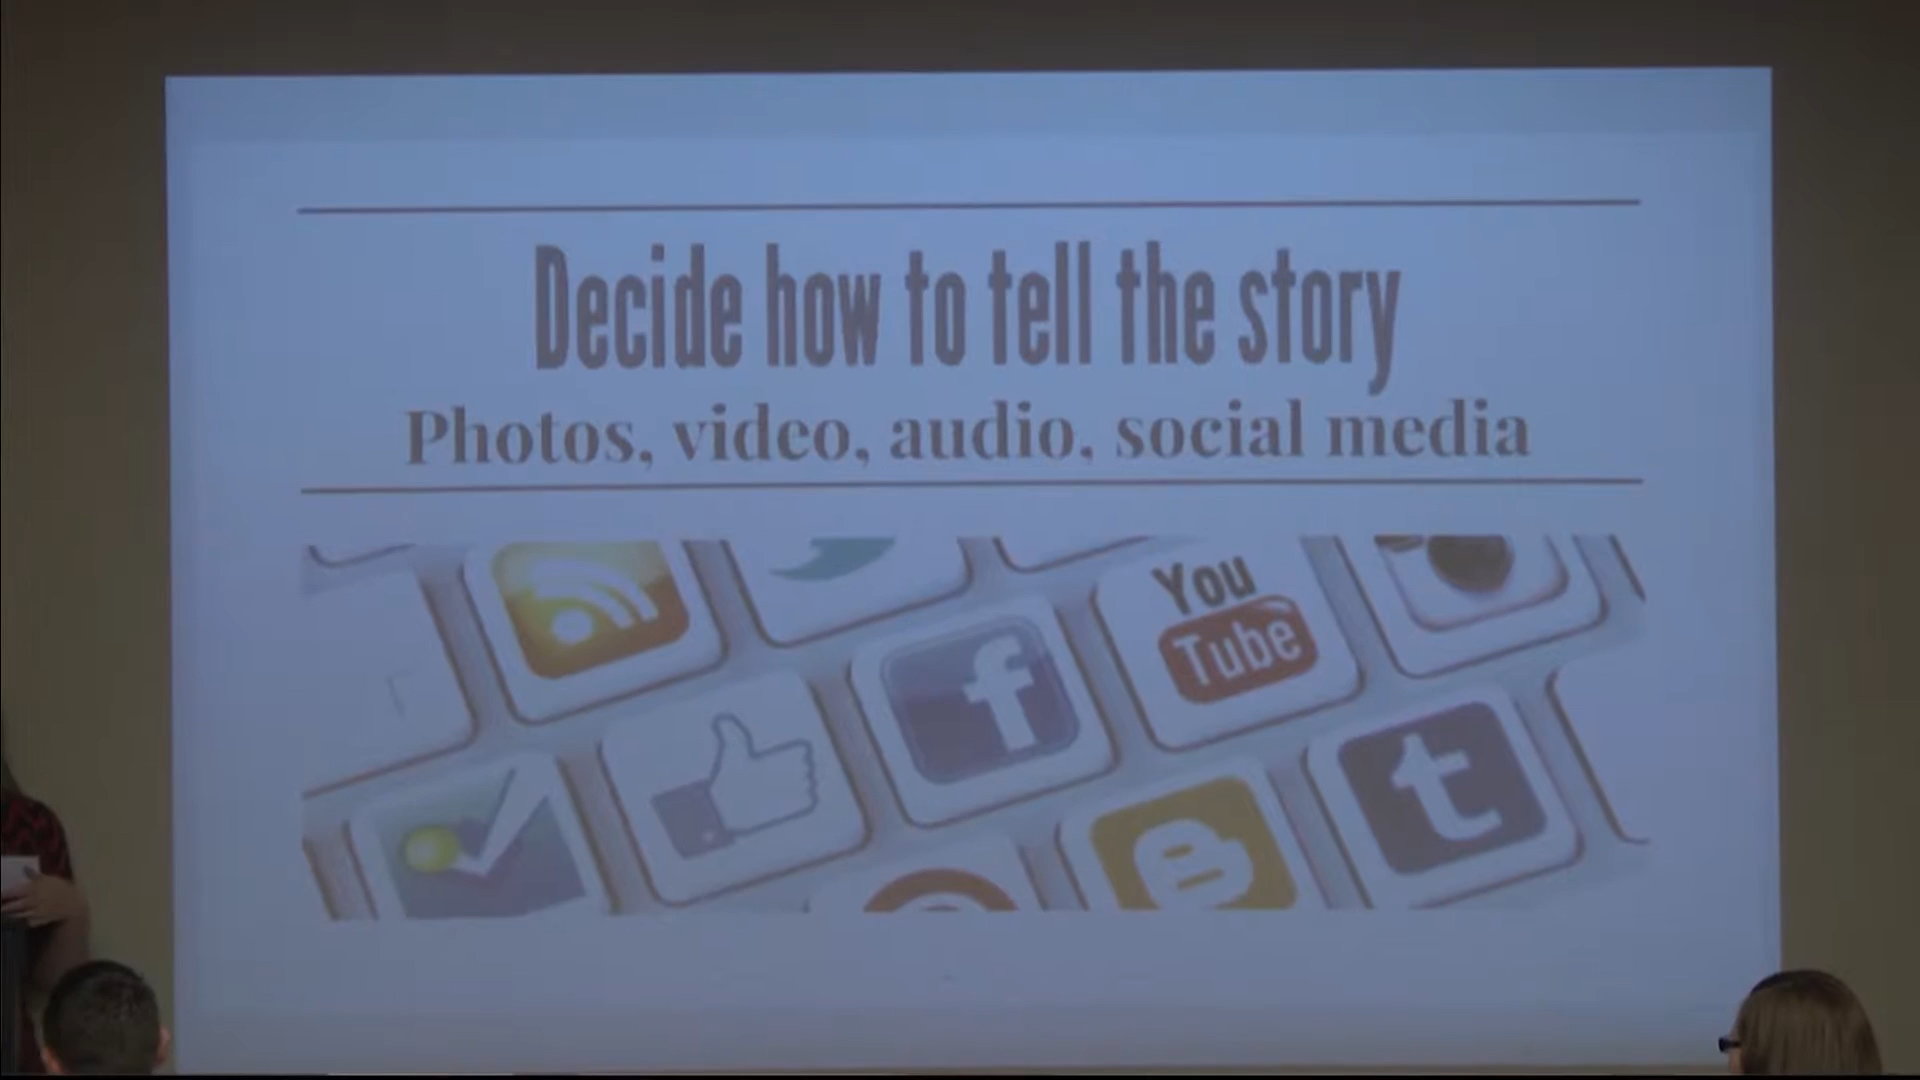 Decide how to tell the story
Photos, video, audio, social media
You
Tube
f
t
B